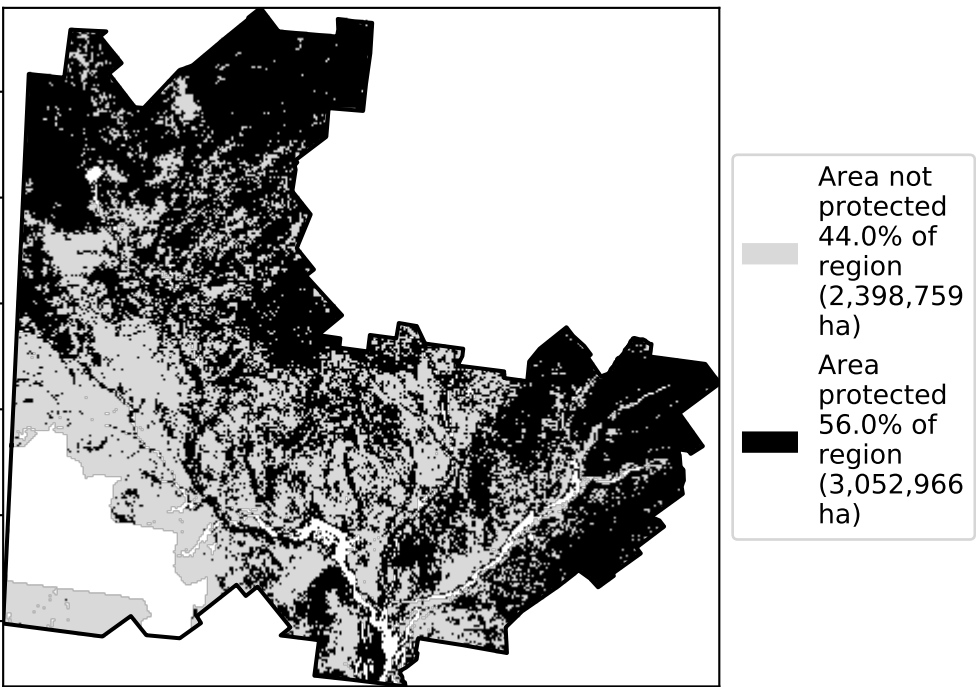 Area not
protected
44.0% of
region
(2,398,759
ha)
Area
protected
56.0% of
region
(3,052,966
ha)